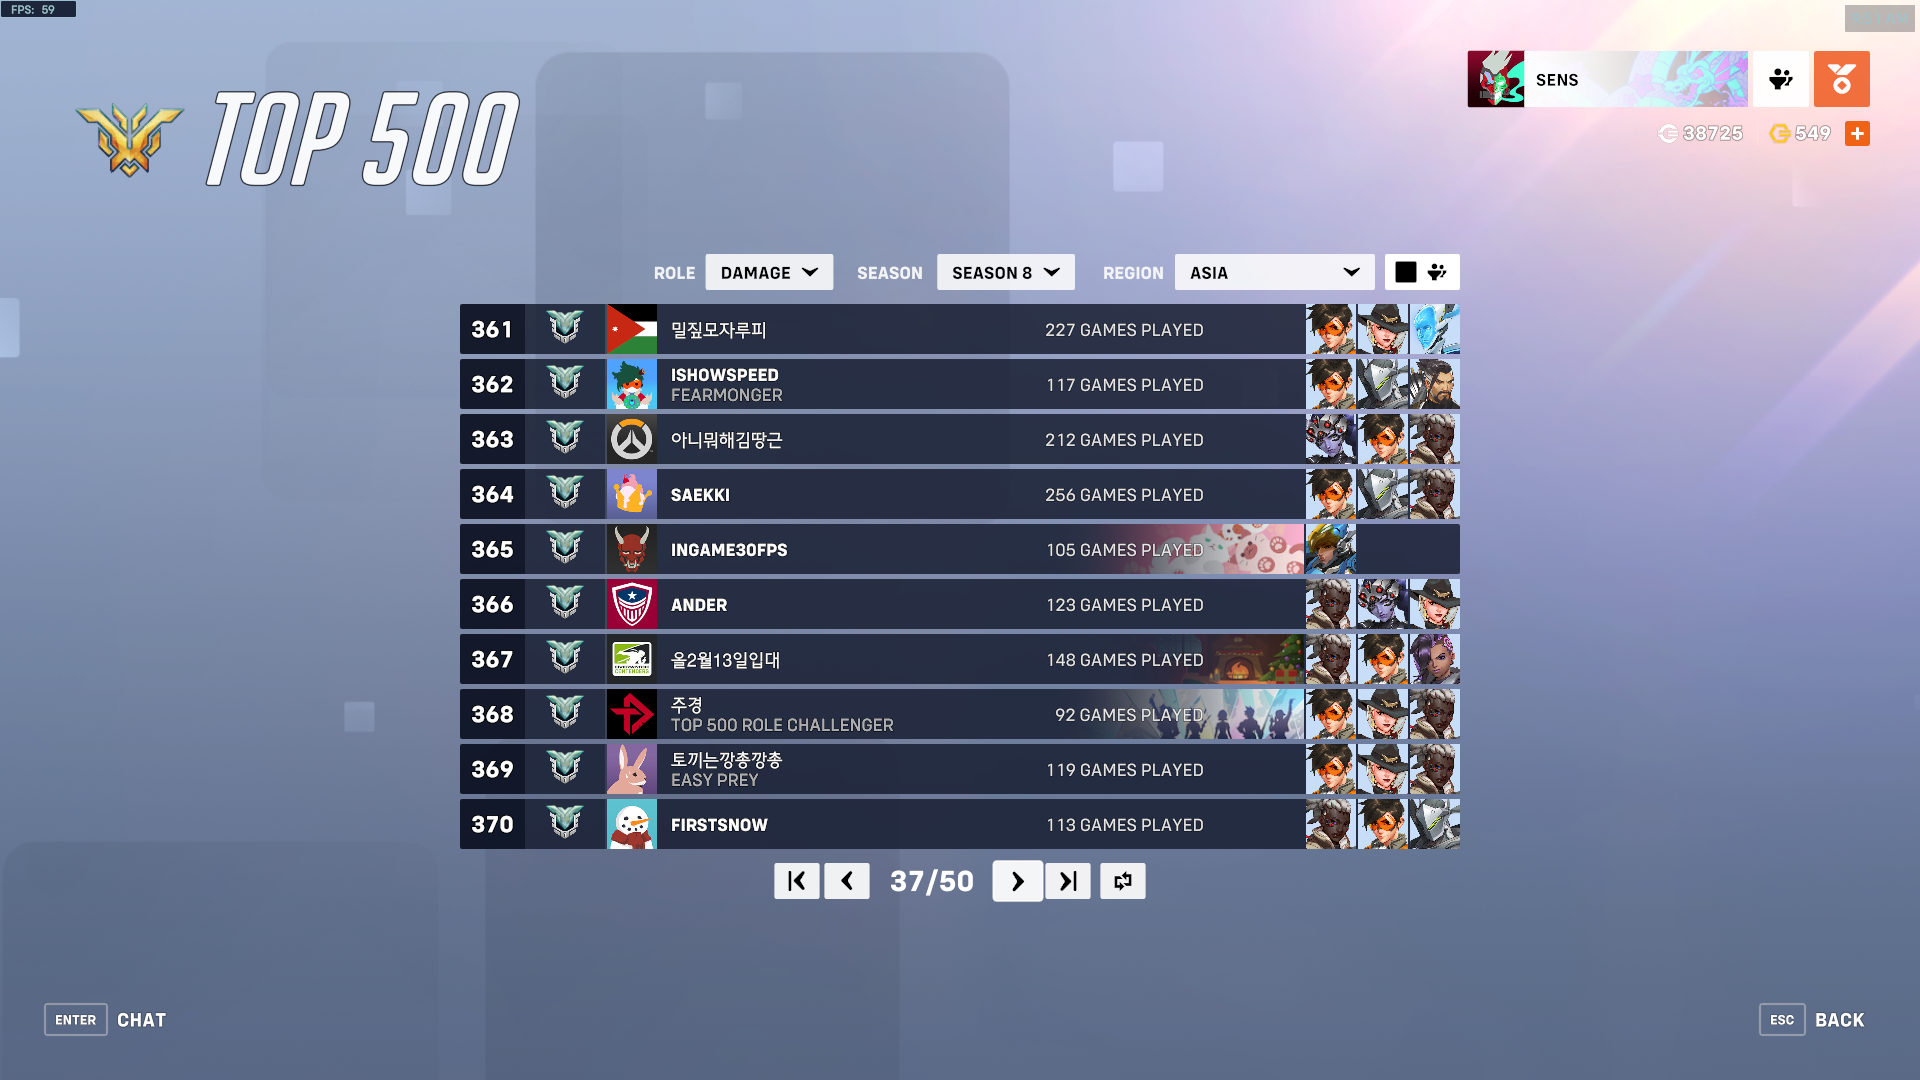 FPS: 59
TOP 500
SENS
38725
549
ROLE
DAMAGE
SEASON
SEASON 8
REGION
ASIA
361
밀짚모자루피
227 GAMES PLAYED
362
ISHOWSPEED
FEARMONGER
117 GAMES PLAYED
363
아니뭐해김땅근
212 GAMES PLAYED
364
SAEKKI
256 GAMES PLAYED
365
INGAME30FPS
105 GAMES PLAYED
366
ANDER
123 GAMES PLAYED
367
올2월13일입대
148 GAMES PLAYED
368
주경
TOP 500 ROLE CHALLENGER
92 GAMES PLAYED
369
토끼는깡총깡총
EASY PREY
119 GAMES PLAYED
370
FIRSTSNOW
113 GAMES PLAYED
37/50
ENTER
CHAT
ESC
BACK